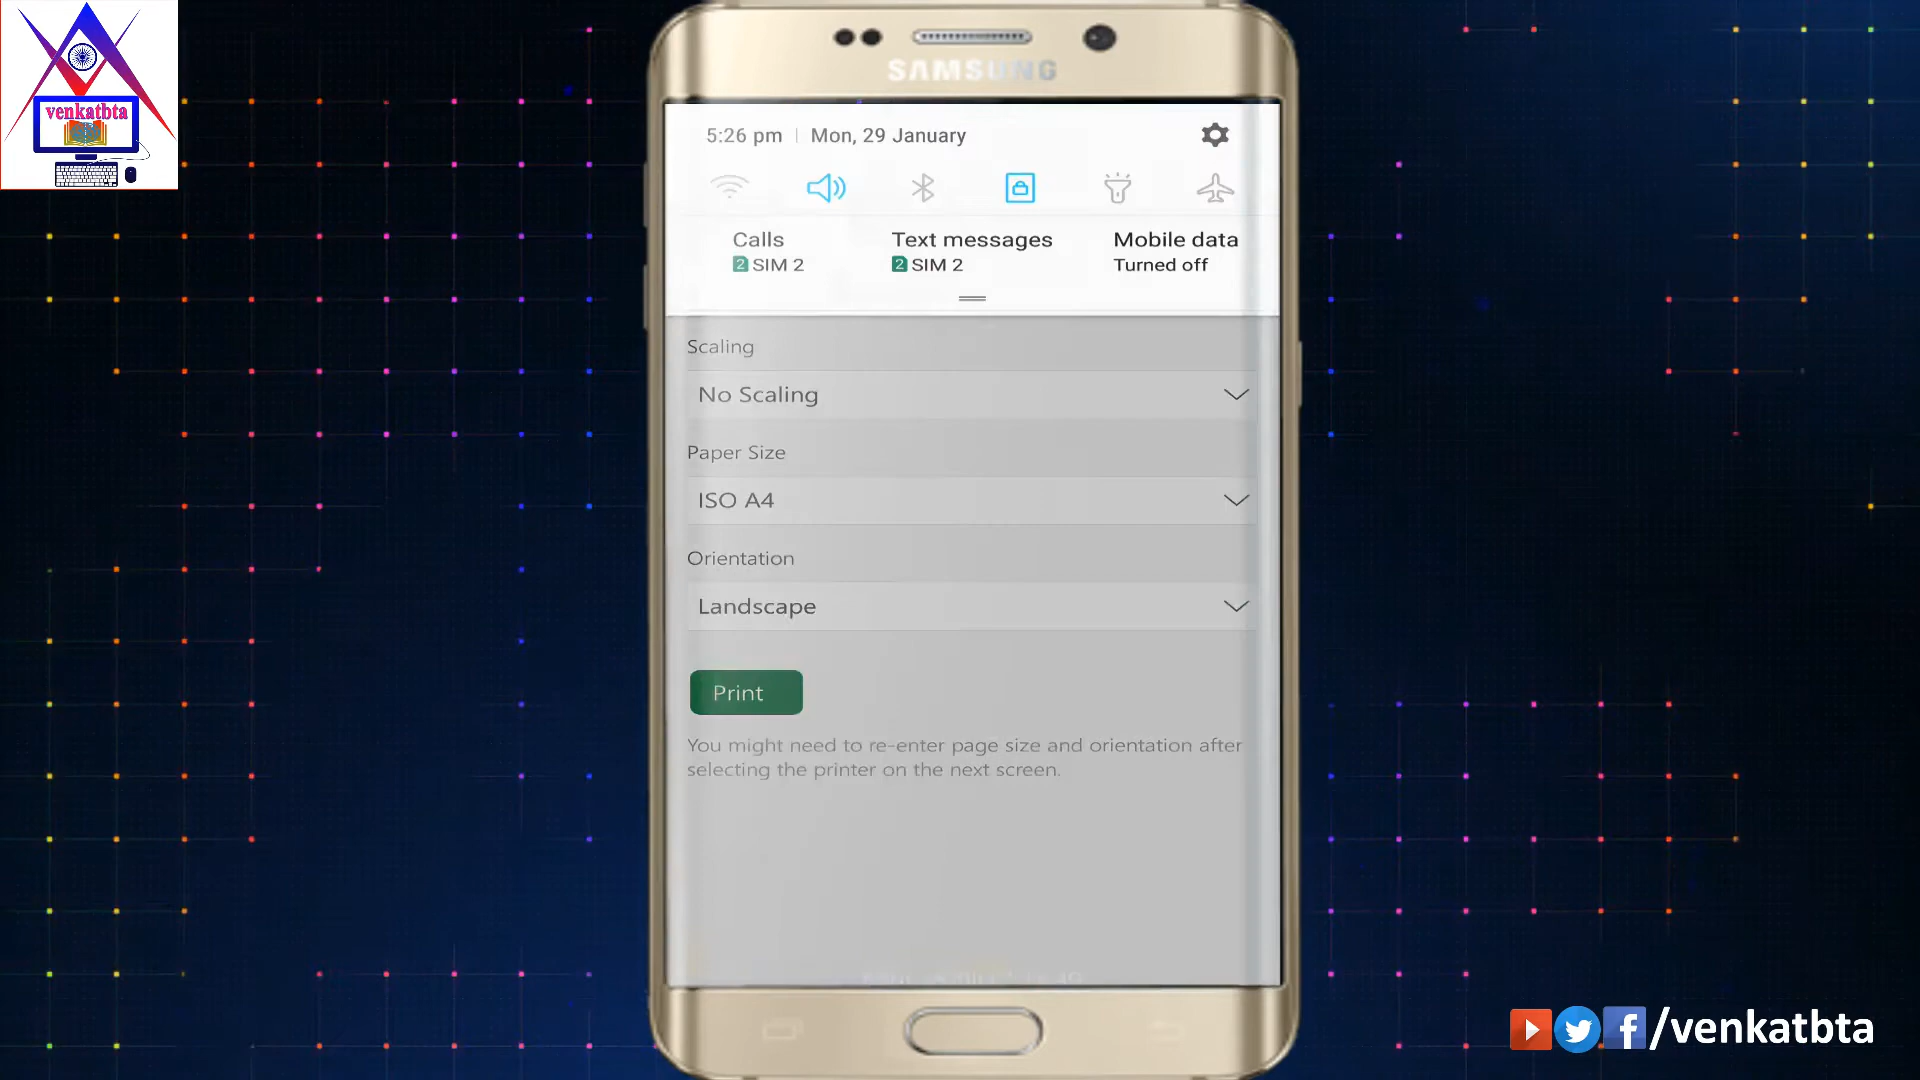 venkatbta
SAMSUNG
5:26 pm | Mon, 29 January
Calls
2 SIM 2
Text messages
2 SIM 2
Mobile data
Turned off
Scaling
No Scaling
Paper Size
ISO A4
Orientation
Landscape
Print
You might need to re-enter page size and orientation after
selecting the printer on the next screen.
/venkatbta